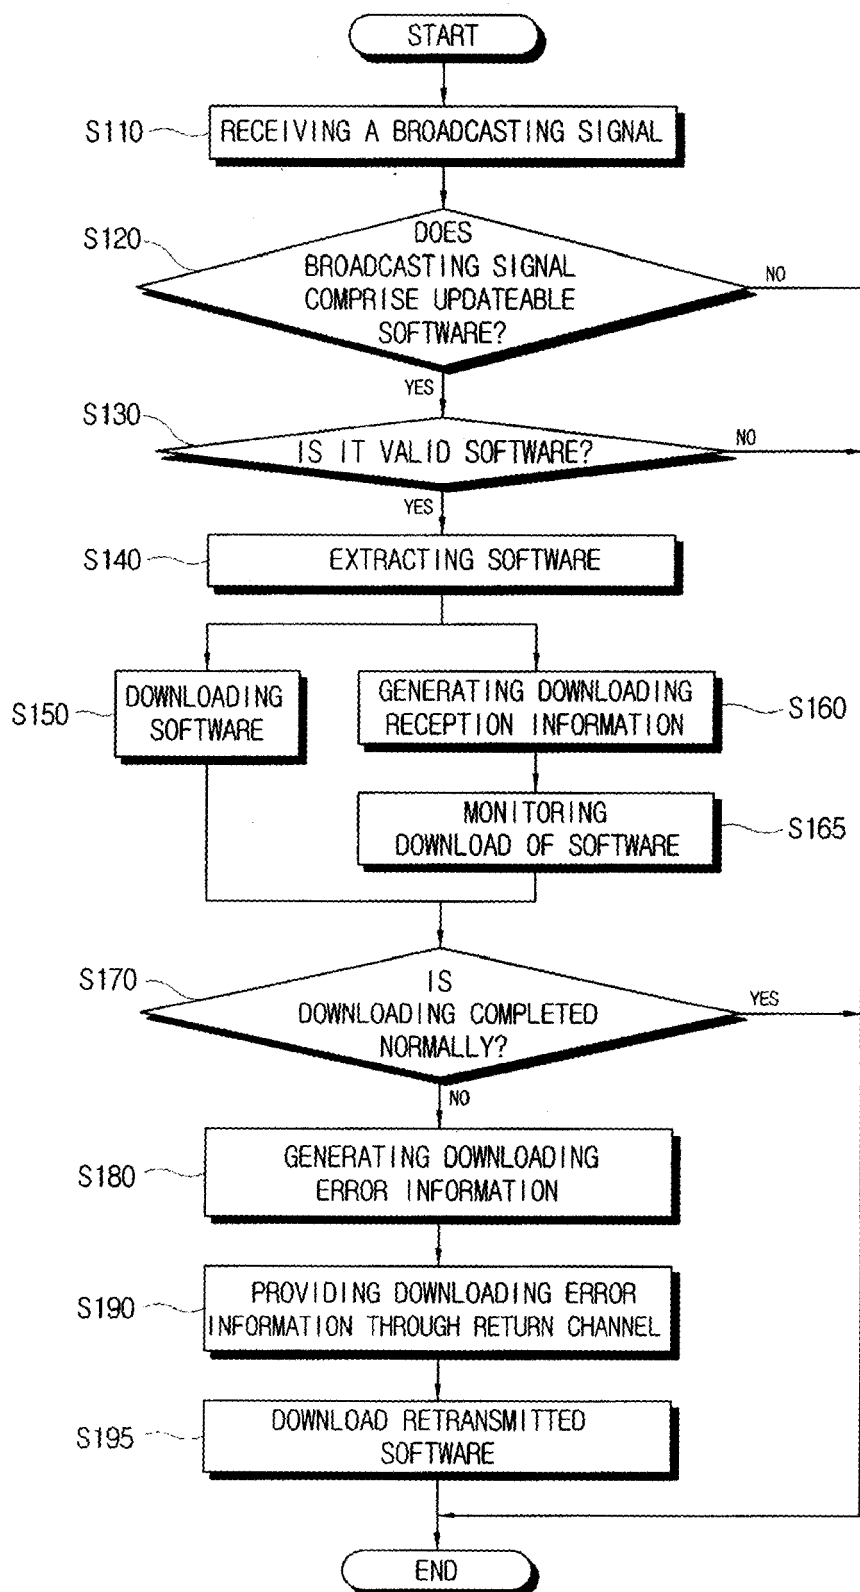 START
S110
RECEIVING A BROADCASTING SIGNAL
S120
DOES
BROADCASTING SIGNAL
COMPRISE UPDATEABLE
SOFTWARE?
NO
YES
S130
IS IT VALID SOFTWARE?
NO
YES
S140
EXTRACTING SOFTWARE
S150
DOWNLOADING
SOFTWARE
GENERATING DOWNLOADING
RECEPTION INFORMATION
S160
MONITORING
DOWNLOAD OF SOFTWARE
S165
S170
IS
DOWNLOADING COMPLETED
NORMALLY?
YES
NO
S180
GENERATING DOWNLOADING
ERROR INFORMATION
S190
PROVIDING DOWNLOADING ERROR
INFORMATION THROUGH RETURN CHANNEL
S195
DOWNLOAD RETRANSMITTED
SOFTWARE
END